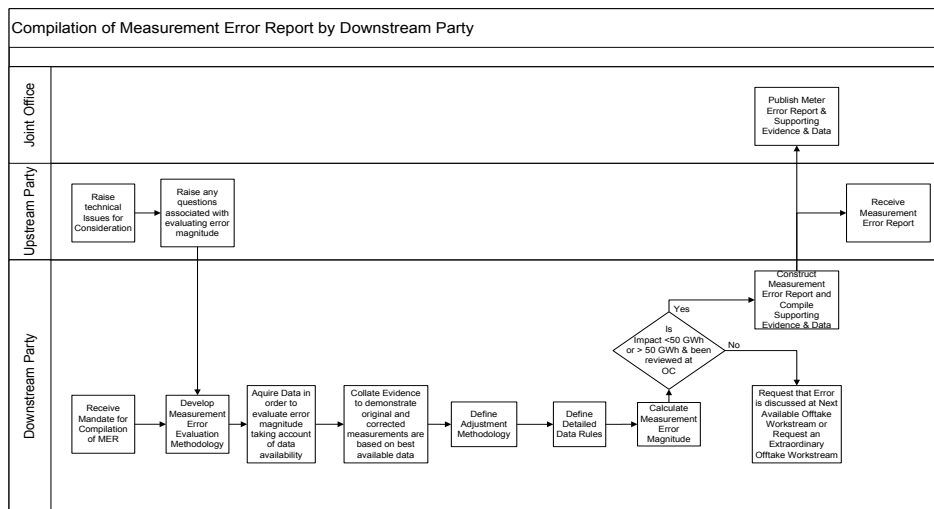 Compilation of Measurement Error Report by Downstream Party
Joint Office
Publish Meter
Error Report &
Supporting
Evidence & Data
Upstream Party
Raise
technical
Issues for
Consideration
Raise any
questions
associated with
evaluating error
magnitude
Receive
Measurement
Error Report
Downstream Party
Receive
Mandate for
Compilation
of MER
Develop
Measurement
Error
Evaluation
Methodology
Aquire Data in
order to
evaluate error
magnitude
taking account
of data
availability
Collate Evidence
to demonstrate
original and
corrected
measurements are
based on best
available data
Define
Adjustment
Methodology
Define
Detailed
Data Rules
Calculate
Measurement
Error
Magnitude
Is
Impact <50 GWh
or > 50 GWh & been
reviewed at
OC
Yes
No
Construct
Measurement
Error Report and
Compile
Supporting
Evidence & Data
Request that Error
is discussed at Next
Available Offtake
Workstream or
Request an
Extraordinary
Offtake Workstream